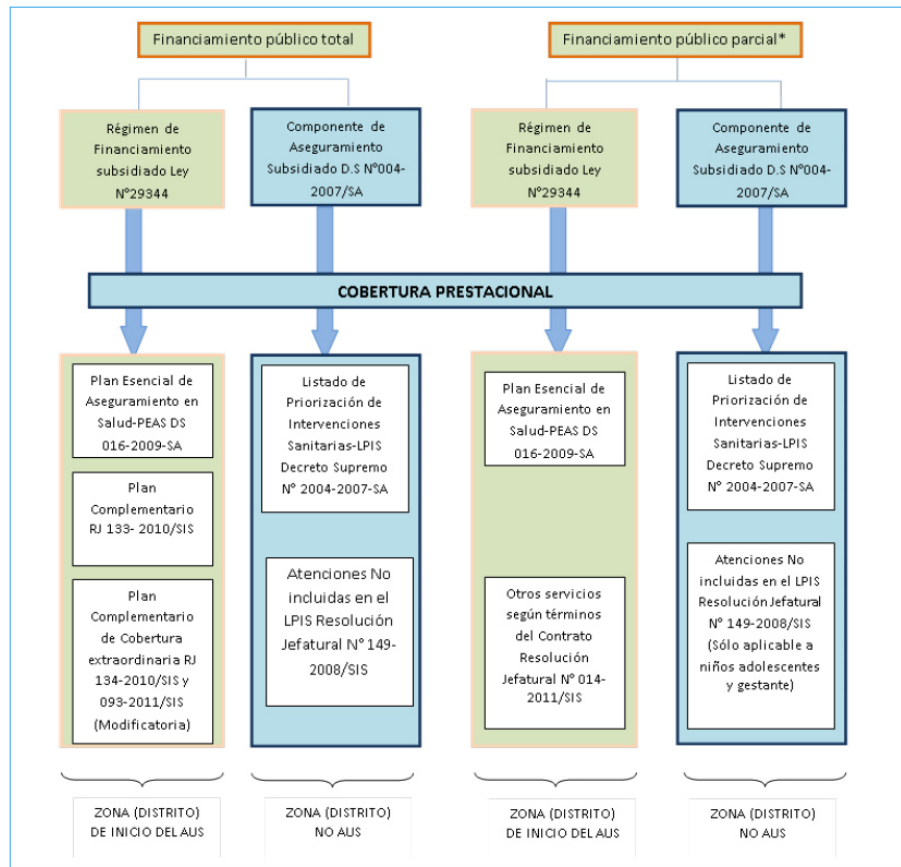 Financiamiento público total
Financiamiento público parcial*
Régimen de
Financiamiento
subsidiado Ley
N°29344
Componente de
Aseguramiento
Subsidiado D.S N°004-
2007/SA
Régimen de
Financiamiento
subsidiado Ley
N°29344
Componente de
Aseguramiento
Subsidiado D.S N°004-
2007/SA
COBERTURA PRESTACIONAL
Plan Esencial de
Aseguramiento en
Salud-PEAS DS
016-2009-SA
Plan
Complementario
RJ 133- 2010/SIS
Plan
Complementario
de Cobertura
extraordinaria RJ
134-2010/SIS y
093-2011/SIS
(Modificatoria)
Listado de
Priorización de
Intervenciones
Sanitarias-LPIS
Decreto Supremo
N° 2004-2007-SA
Atenciones No
incluidas en el
LPIS Resolución
Jefatural N° 149-
2008/SIS
Plan Esencial de
Aseguramiento en
Salud-PEAS DS
016-2009-SA
Otros servicios
según términos
del Contrato
Resolución
Jefatural N° 014-
2011/SIS
Listado de
Priorización de
Intervenciones
Sanitarias-LPIS
Decreto Supremo
N° 2004-2007-SA
Atenciones No
incluidas en el LPIS
Resolución Jefatural
N° 149-2008/SIS
(Sólo aplicable a
niños adolescentes
y gestante)
ZONA (DISTRITO)
DE INICIO DEL AUS
ZONA (DISTRITO)
NO AUS
ZONA (DISTRITO)
DE INICIO DEL AUS
ZONA (DISTRITO)
NO AUS